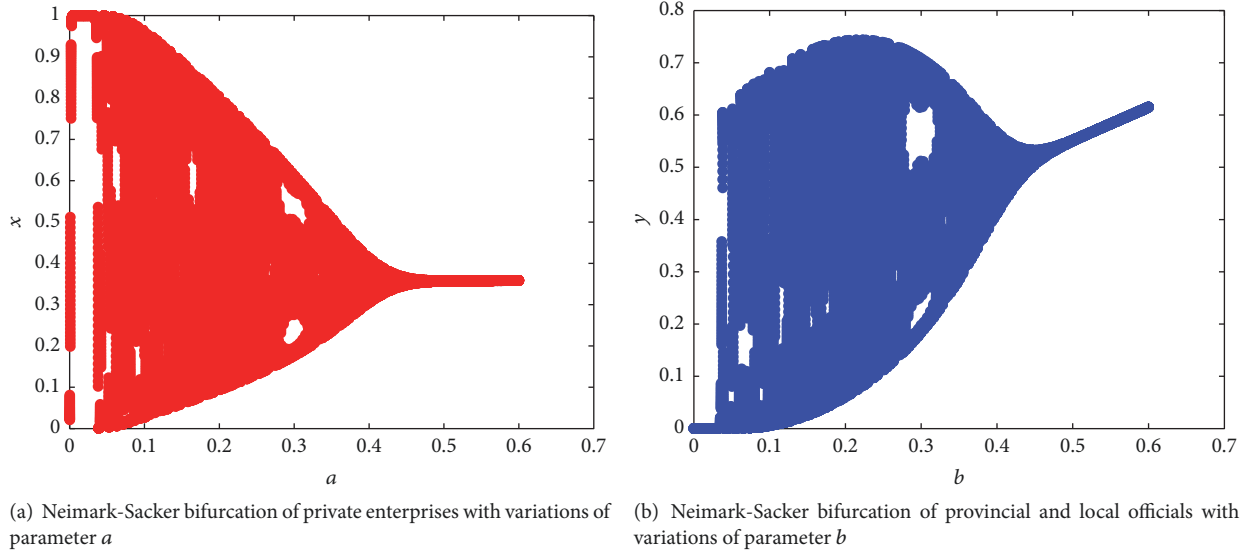 1
0.9
0.8
0.7
0.6
0.5
0.4
0.3
0.2
0.1
0
x
0 0.1 0.2 0.3 0.4 0.5 0.6 0.7
a
(a) Neimark-Sacker bifurcation of private enterprises with variations of
parameter a
0.8
0.7
0.6
0.5
0.4
0.3
0.2
0.1
0
y
0 0.1 0.2 0.3 0.4 0.5 0.6 0.7
b
(b) Neimark-Sacker bifurcation of provincial and local officials with
variations of parameter b